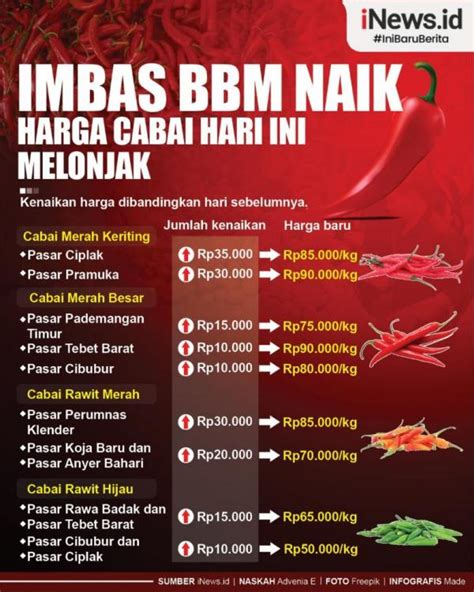 iNews.id
#IniBaruBerita
IMBAS BBM NAIK
HARGA CABAI HARI INI
MELONJAK
Kenaikan harga dibandingkan hari sebelumnya.
Jumlah kenaikan Harga baru
Cabai Merah Keriting
Pasar Ciplak Rp35.000 Rp85.000/kg
Pasar Pramuka Rp30.000 Rp90.000/kg
Cabai Merah Besar
Pasar Pademangan
Timur Rp15.000 Rp75.000/kg
Pasar Tebet Barat Rp10.000 Rp90.000/kg
Pasar Cibubur Rp10.000 Rp80.000/kg
Cabai Rawit Merah
Pasar Perumnas
Klender Rp30.000 Rp85.000/kg
Pasar Koja Baru dan
Pasar Anyer Bahari Rp20.000 Rp70.000/kg
Cabai Rawit Hijau
Pasar Rawa Badak dan
Pasar Tebet Barat Rp15.000 Rp65.000/kg
Pasar Cibubur dan
Pasar Ciplak Rp10.000 Rp50.000/kg
SUMBER iNews.id | NASKAH Advenia E | FOTO Freepik | INFOGRAFIS Made